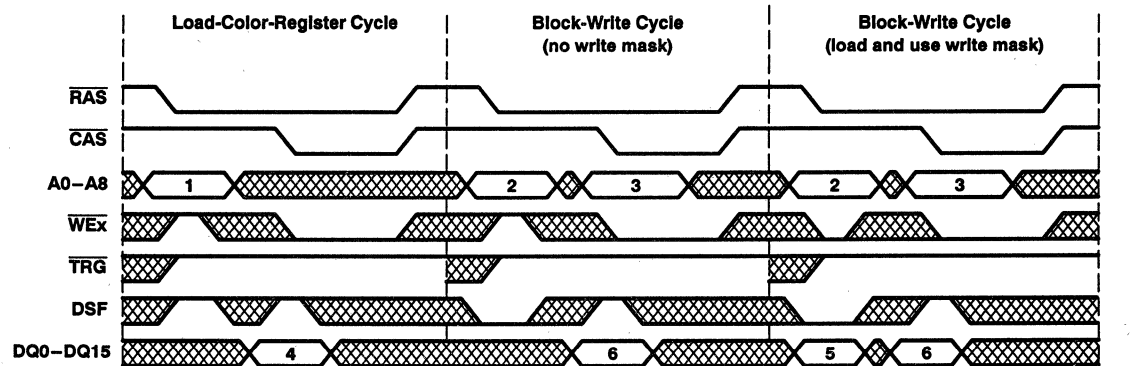 Load-Color-Register Cycle
Block-Write Cycle
(no write mask)
Block-Write Cycle
(load and use write mask)
RAS
CAS
A0–A8
1
2
3
2
3
WEx
TRG
DSF
DQ0–DQ15
4
6
5
6